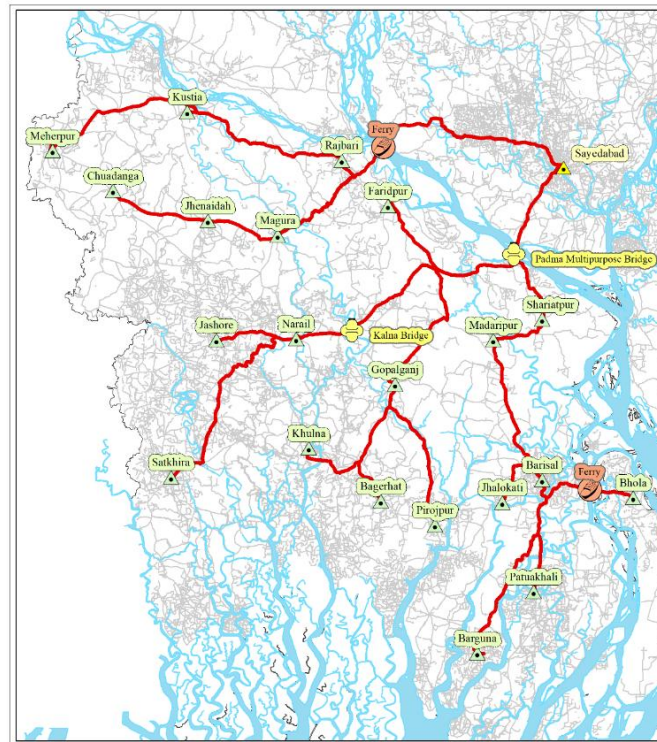 Kustia
Meherpur
Ferry
Rajbari
Sayedabad
Chuadanga
Jhenaidah
Magura
Faridpur
Padma Multipurpose Bridge
Shariatpur
Jashore
Narail
Kalna Bridge
Madaripur
Gopalganj
Khulna
Satkhira
Bagerhat
Pirojpur
Jhalokati
Barisal
Ferry
Bhola
Patuakhali
Barguna